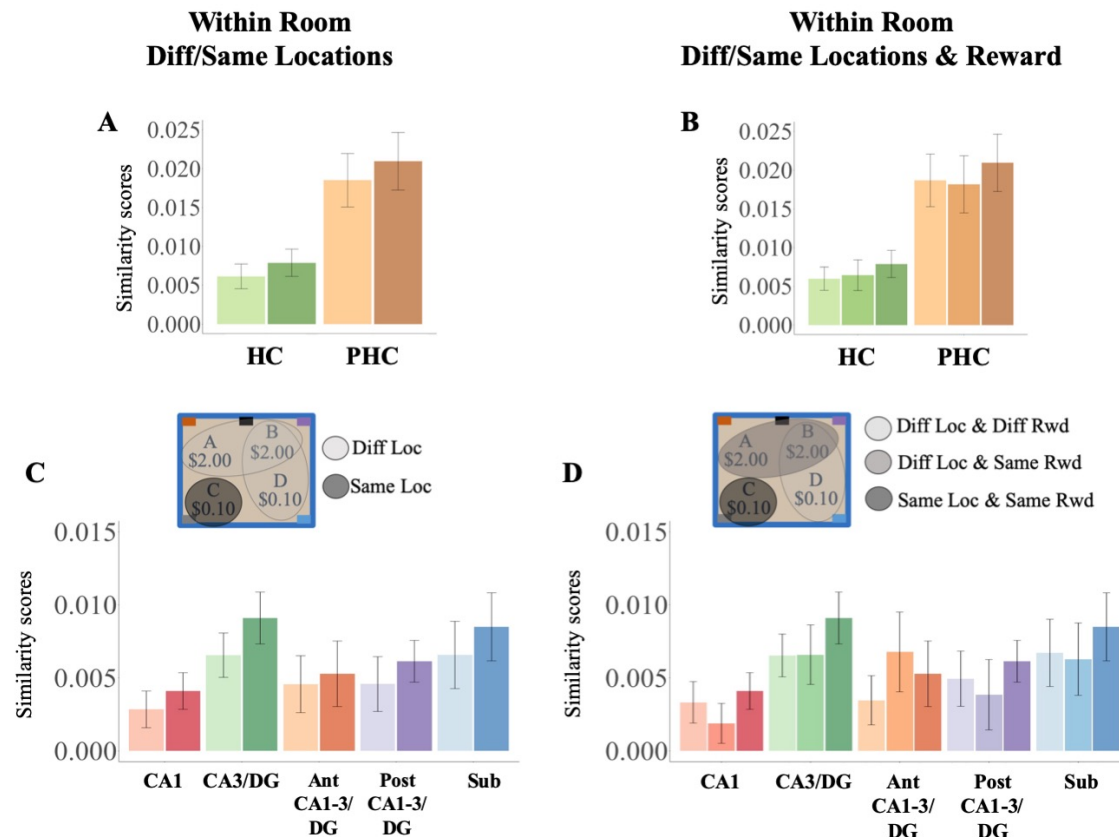 Within Room
Diff/Same Locations
Within Room
Diff/Same Locations & Reward
A
Similarity scores
0.025
0.020
0.015
0.010
0.005
0.000
HC PHC
B
Similarity scores
0.025
0.020
0.015
0.010
0.005
0.000
HC PHC
A
$2.00
B
$2.00
C
$0.10
D
$0.10
Diff Loc
Same Loc
C
Similarity scores
0.015
0.010
0.005
0.000
CA1 CA3/DG Ant Post Sub
CA1-3/ CA1-3/
DG DG
A
$2.00
B
$2.00
C
$0.10
D
$0.10
Diff Loc & Diff Rwd
Diff Loc & Same Rwd
Same Loc & Same Rwd
D
Similarity scores
0.015
0.010
0.005
0.000
CA1 CA3/DG Ant Post Sub
CA1-3/ CA1-3/
DG DG